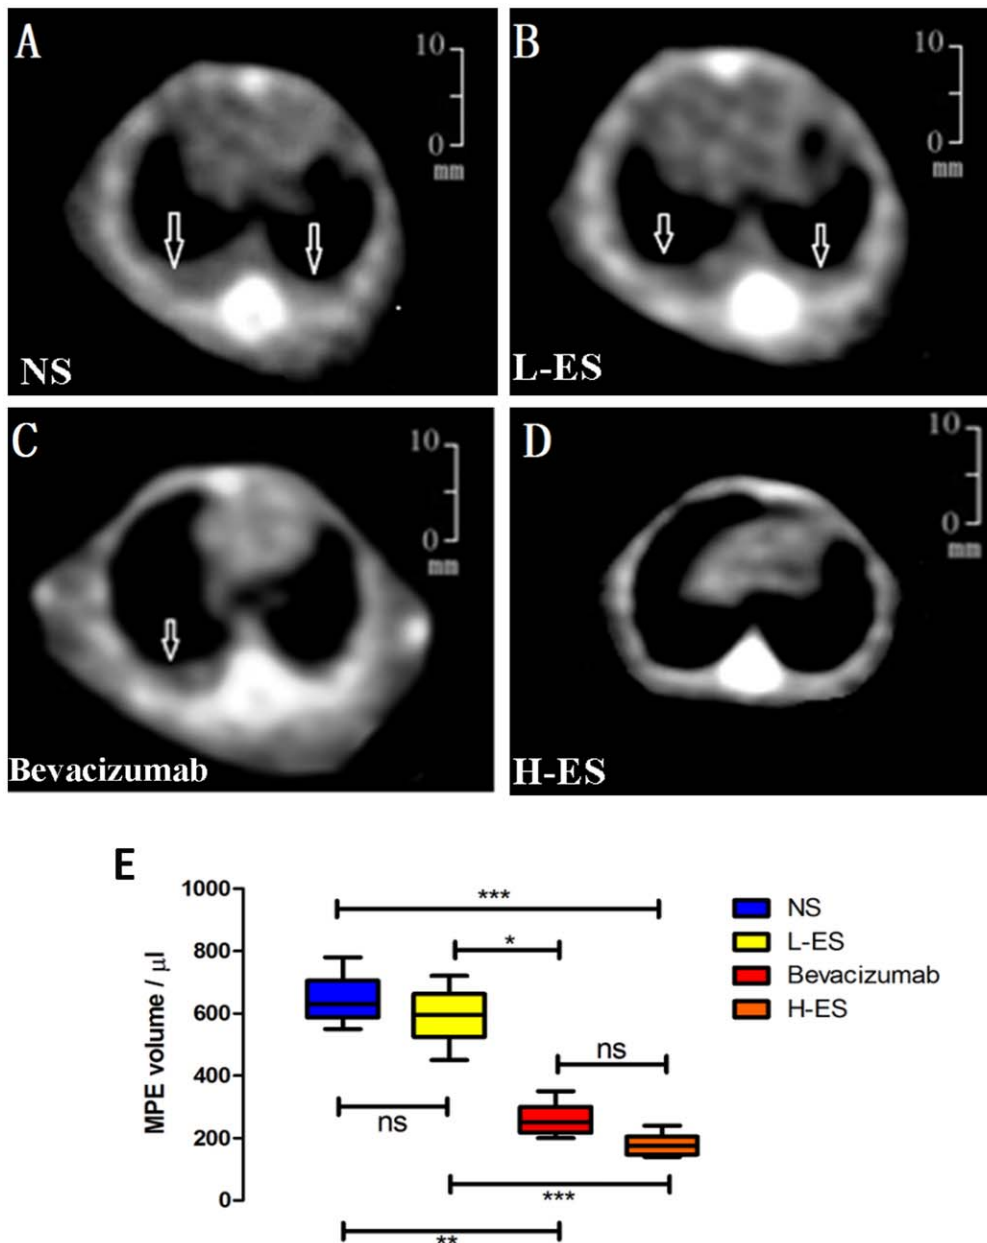 A
10
0
mm
NS
B
10
0
mm
L-ES
C
10
0
mm
Bevacizumab
D
10
0
mm
H-ES
E
MPE volume / µl
1000
800
600
400
200
0
***
*
ns
ns
***
**
NS
L-ES
Bevacizumab
H-ES